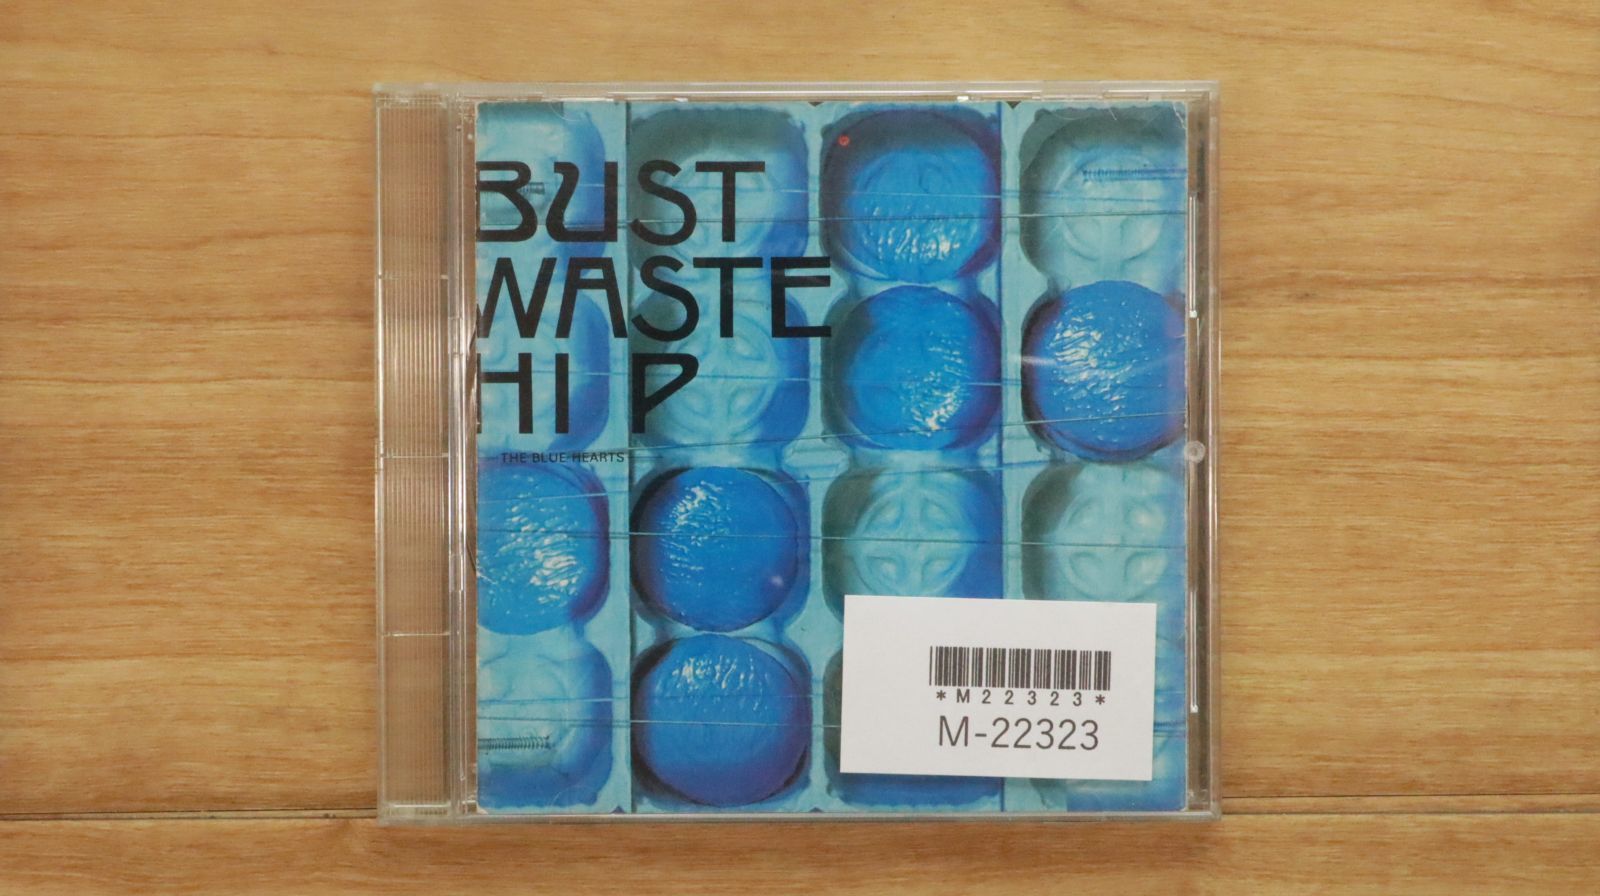 BUST
WASTE
HIP
THE BLUE HEARTS
*M22323*
M-22323